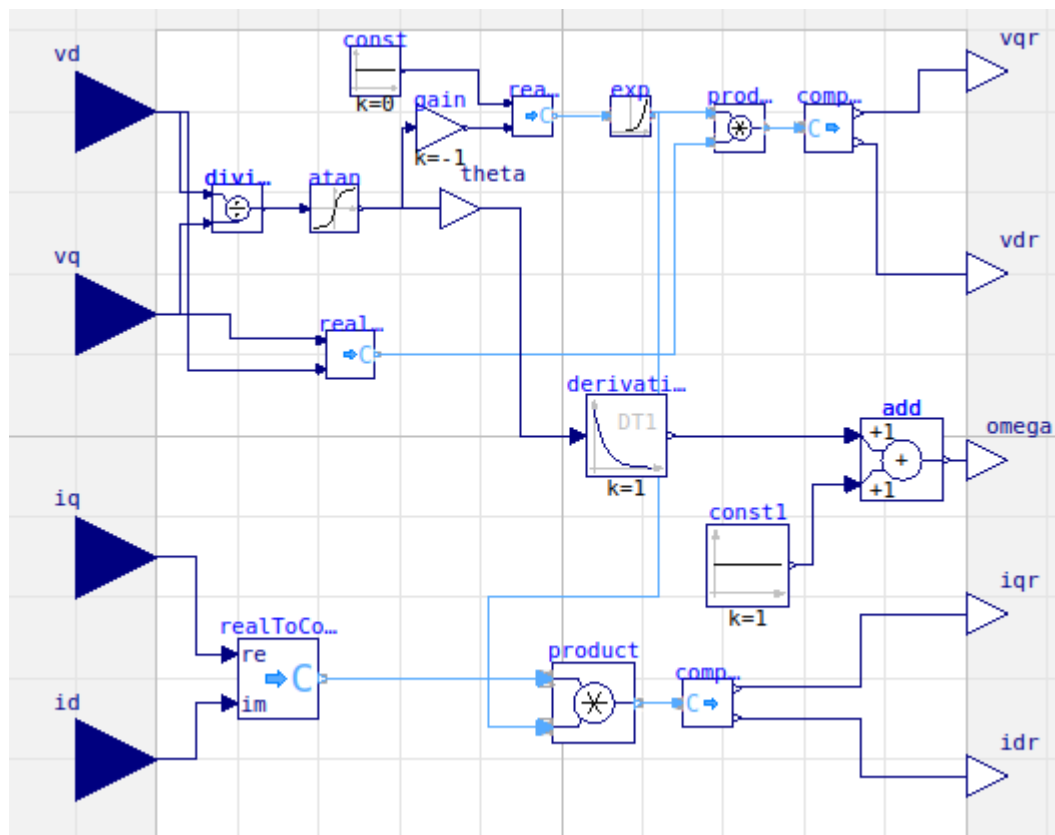 const
vqr
vd
k=0
gain
rea...
exp
prod...
comp...
C
C
k=-1
divi...
atan
theta
vdr
vq
real...
C
derivati...
DT1
k=1
add
+1
+
+1
omega
iq
const1
k=1
iqr
realToCo...
re
C
im
product
comp...
C
id
idr